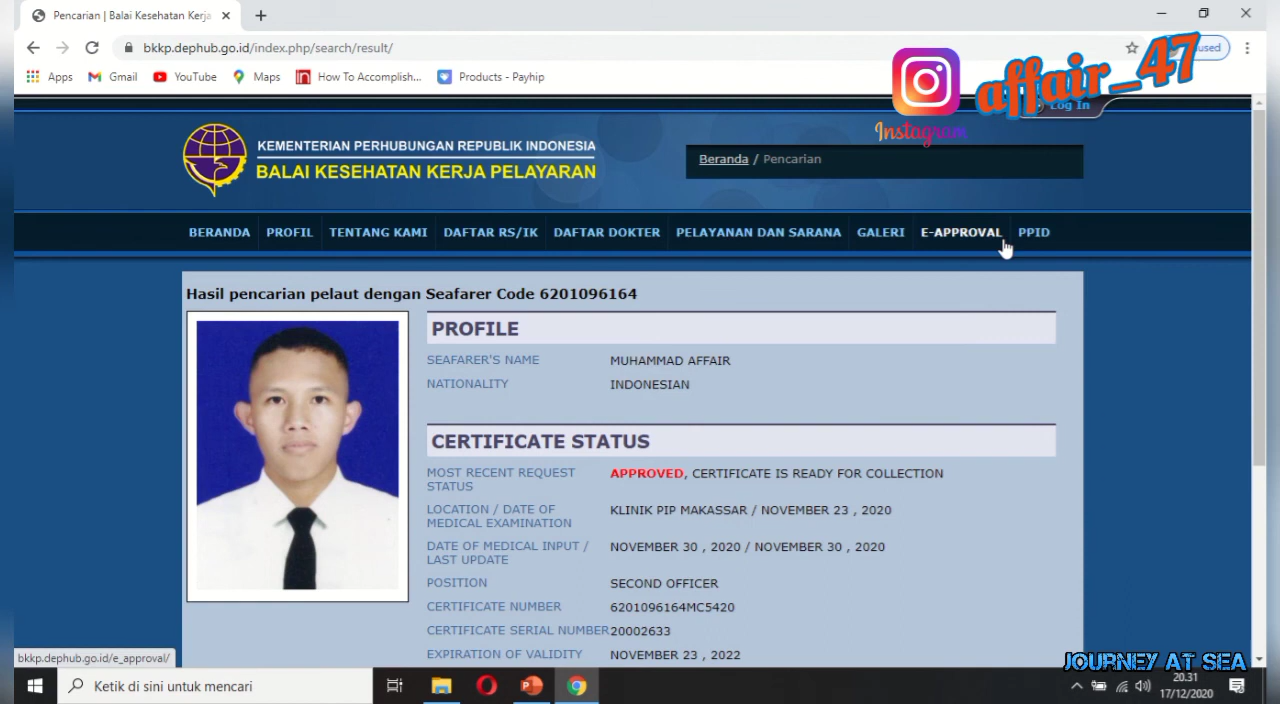 Pencarian | Balai Kesehatan Kerja
bkkp.dephub.go.id/index.php/search/result/
Apps
Gmail
YouTube
Maps
How To Accomplish...
Products - Payhip
Instagram
affair_47
Log In
KEMENTERIAN PERHUBUNGAN REPUBLIK INDONESIA
BALAI KESEHATAN KERJA PELAYARAN
Beranda / Pencarian
BERANDA
PROFIL
TENTANG KAMI
DAFTAR RS/IK
DAFTAR DOKTER
PELAYANAN DAN SARANA
GALERI
E-APPROVAL
PPID
Hasil pencarian pelaut dengan Seafarer Code 6201096164
PROFILE
SEAFARER'S NAME MUHAMMAD AFFAIR
NATIONALITY INDONESIAN
CERTIFICATE STATUS
MOST RECENT REQUEST STATUS APPROVED, CERTIFICATE IS READY FOR COLLECTION
LOCATION / DATE OF MEDICAL EXAMINATION KLINIK PIP MAKASSAR / NOVEMBER 23 , 2020
DATE OF MEDICAL INPUT / LAST UPDATE NOVEMBER 30 , 2020 / NOVEMBER 30 , 2020
POSITION SECOND OFFICER
CERTIFICATE NUMBER 6201096164MC5420
CERTIFICATE SERIAL NUMBER 20002633
EXPIRATION OF VALIDITY NOVEMBER 23 , 2022
bkkp.dephub.go.id/e_approval/
JOURNEY AT SEA
Ketik di sini untuk mencari
20.31
17/12/2020